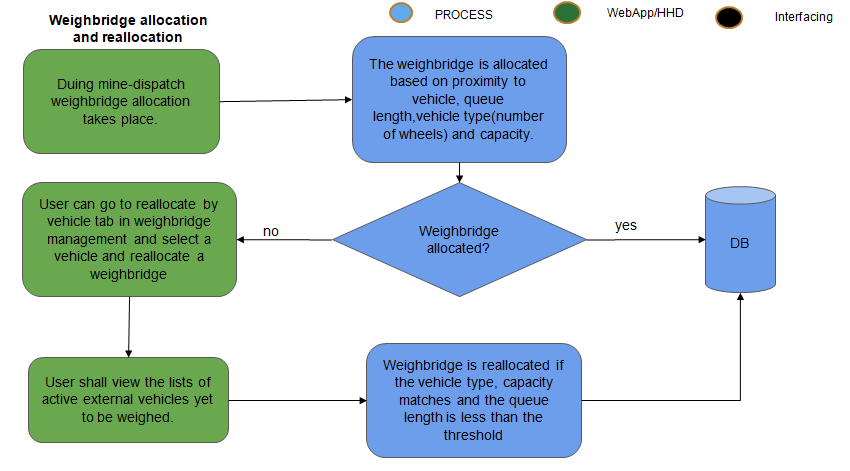 Weighbridge allocation
and reallocation
PROCESS
WebApp/HHD
Interfacing
Duing mine-dispatch
weighbridge allocation
takes place.
The weighbridge is allocated
based on proximity to
vehicle, queue
length,vehicle type(number
of wheels) and capacity.
User can go to reallocate by
vehicle tab in weighbridge
management and select a
vehicle and reallocate a
weighbridge
no
Weighbridge
allocated?
yes
DB
User shall view the lists of
active external vehicles yet
to be weighed.
Weighbridge is reallocated if
the vehicle type, capacity
matches and the queue
length is less than the
threshold